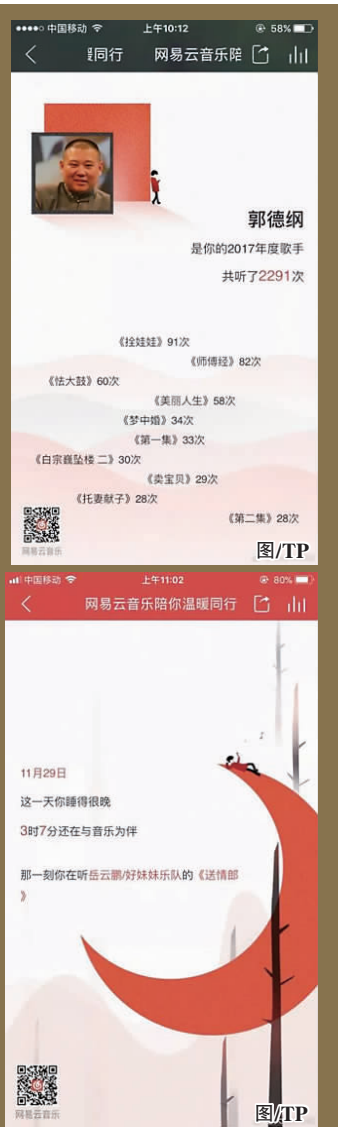 中国移动 上午10:12 58%
同行 网易云音乐陪
郭德纲
是你的2017年度歌手
共听了2291次
《拴娃娃》91次
《师傅经》82次
《怯大鼓》60次
《美丽人生》58次
《梦中婚》34次
《第一集》33次
《白宗巍坠楼 二》30次
《卖宝贝》29次
《托妻献子》28次
《第二集》28次
网易云音乐
图/TP
中国移动 上午11:02 80%
网易云音乐陪你温暖同行
11月29日
这一天你睡得很晚
3时7分还在与音乐为伴
那一刻你在听岳云鹏/好妹妹乐队的《送情郎
》
网易云音乐
图/TP